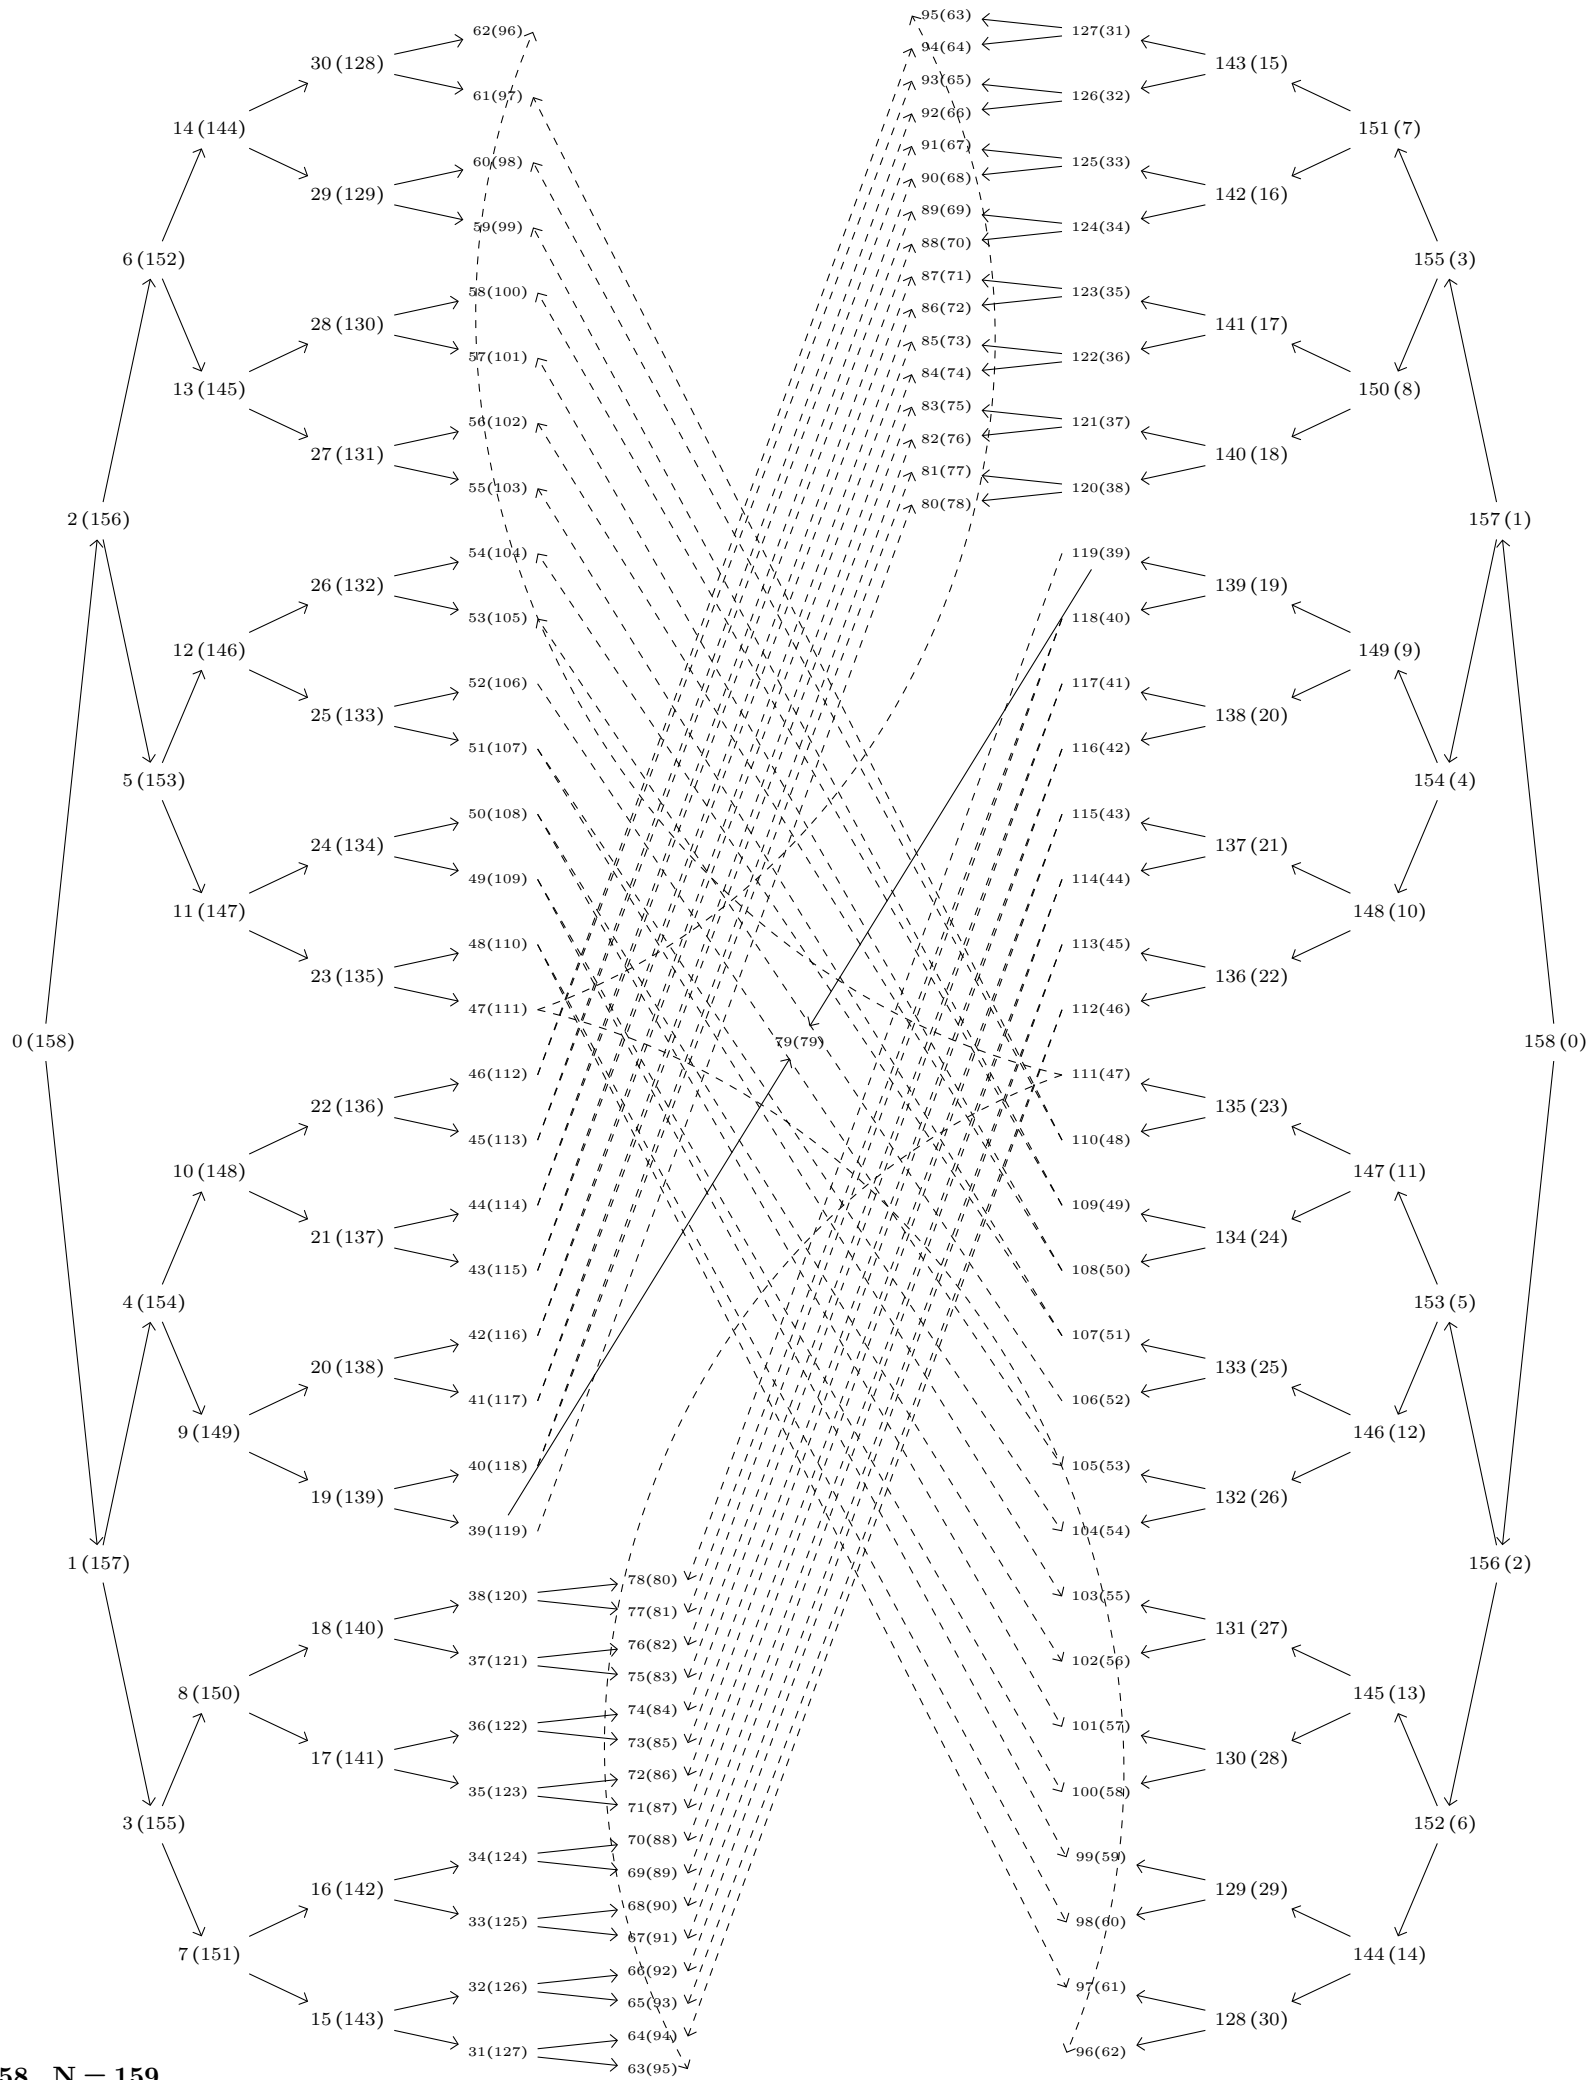 95(63)
62(96) 127(31)
94(64)
30 (128) 143 (15)
93(65)
61(97) 126(32)
92(66)
14 (144) 151 (7)
91(67)
60(98) 125(33)
90(68)
29 (129) 142 (16)
89(69)
59(99) 124(34)
88(70)
6 (152) 155 (3)
87(71)
58(100) 123(35)
86(72)
28 (130) 141 (17)
85(73)
57(101) 122(36)
84(74)
13 (145) 150 (8)
83(75)
56(102) 121(37)
82(76)
27 (131) 140 (18)
81(77)
55(103) 120(38)
80(78)
2 (156) 157 (1)
54(104) 119(39)
26 (132) 139 (19)
53(105) 118(40)
12 (146) 149 (9)
52(106) 117(41)
25 (133) 138 (20)
51(107) 116(42)
5 (153) 154 (4)
50(108) 115(43)
24 (134) 137 (21)
49(109) 114(44)
11 (147) 148 (10)
48(110) 113(45)
23 (135) 136 (22)
47(111) 112(46)
0 (158) 79(79) 158 (0)
46(112) 111(47)
22 (136) 135 (23)
45(113) 110(48)
10 (148) 147 (11)
44(114) 109(49)
21 (137) 134 (24)
43(115) 108(50)
4 (154) 153 (5)
42(116) 107(51)
20 (138) 133 (25)
41(117) 106(52)
9 (149) 146 (12)
40(118) 105(53)
19 (139) 132 (26)
39(119) 104(54)
1 (157) 156 (2)
78(80)
38(120) 103(55)
77(81)
18 (140) 131 (27)
76(82)
37(121) 102(56)
75(83)
8 (150) 145 (13)
74(84)
36(122) 101(57)
73(85)
17 (141) 130 (28)
72(86)
35(123) 100(58)
71(87)
3 (155) 152 (6)
70(88)
34(124) 99(59)
69(89)
16 (142) 129 (29)
68(90)
33(125) 98(60)
67(91)
7 (151) 144 (14)
66(92)
32(126) 97(61)
65(93)
15 (143) 128 (30)
64(94)
31(127) 96(62)
63(95)
58 N = 159